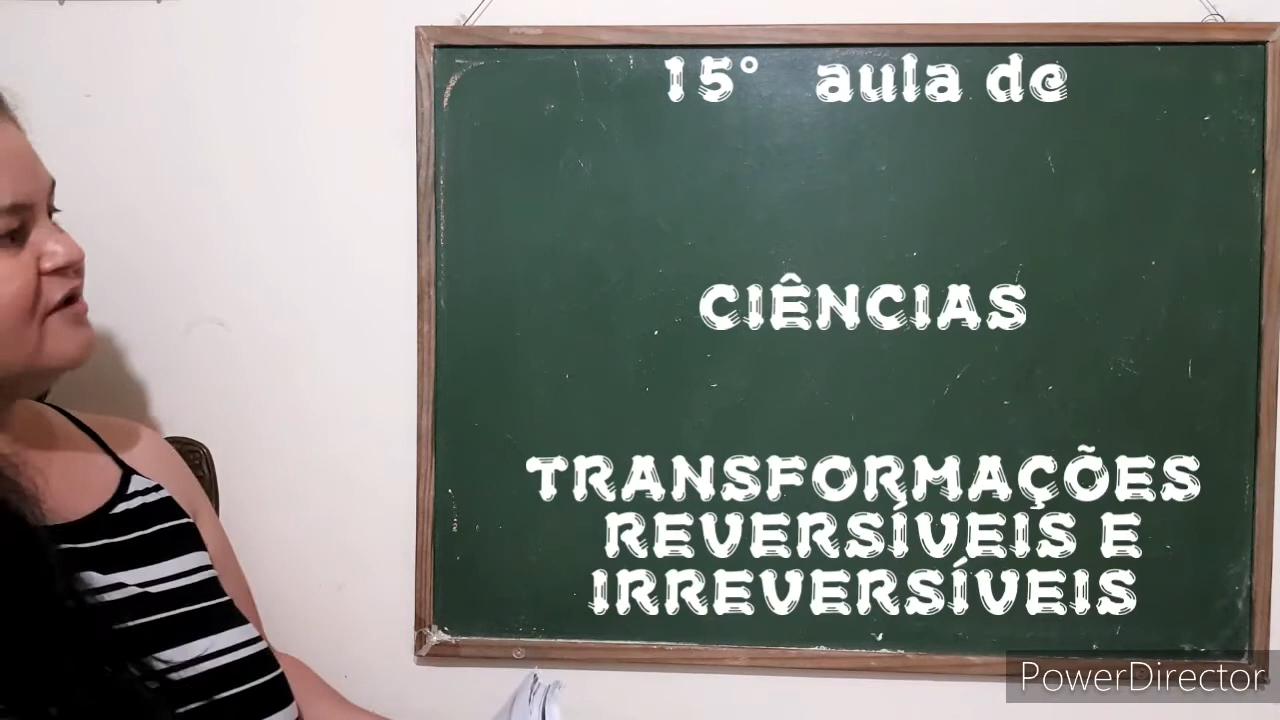 15° aula de
CIÊNCIAS
TRANSFORMAÇÕES
REVERSÍVEIS E
IRREVERSÍVEIS
PowerDirector